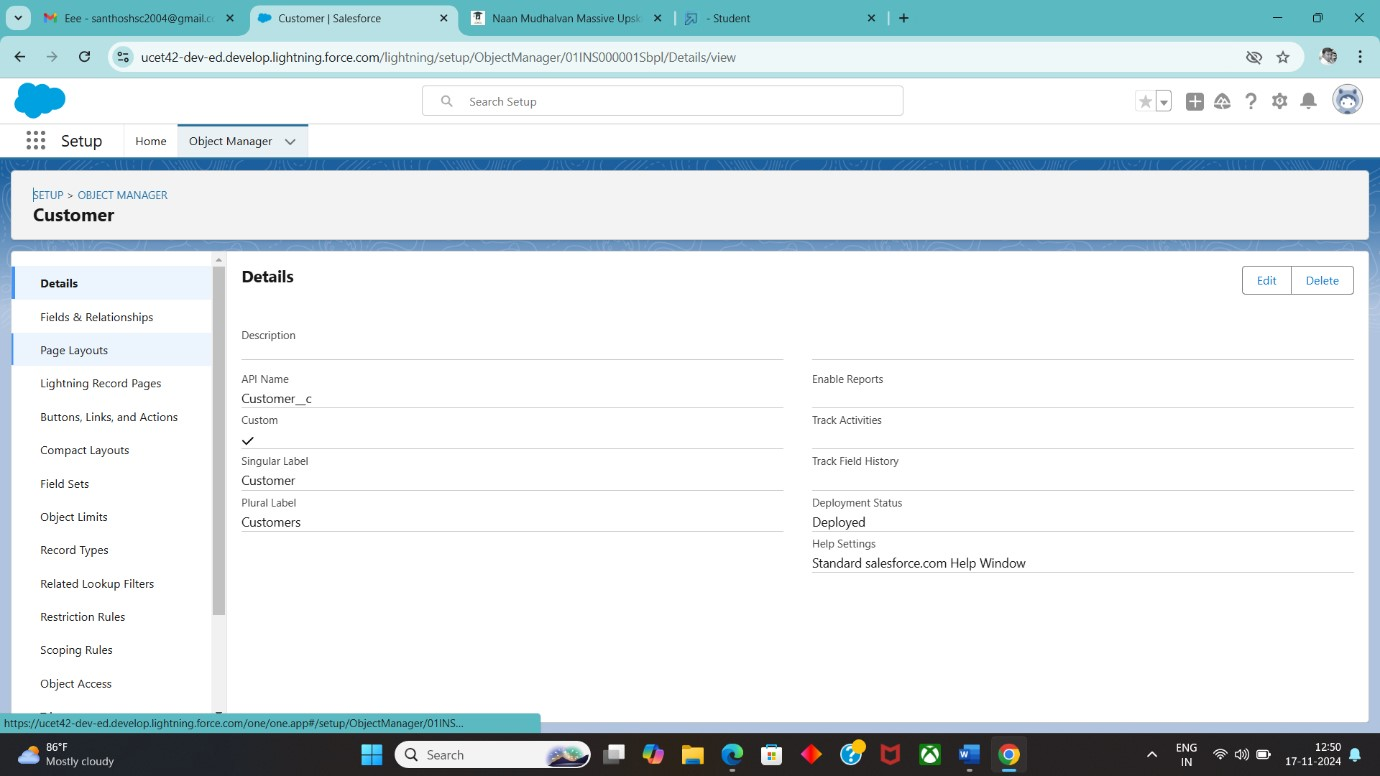 Eee - santhoshsc2004@gmail.c
Customer | Salesforce
Naan Mudhalvan Massive Upsk
- Student
ucet42-dev-ed.develop.lightning.force.com/lightning/setup/ObjectManager/01INS000001Sbpl/Details/view
Search Setup
Setup
Home
Object Manager
SETUP > OBJECT MANAGER
Customer
Details
Fields & Relationships
Page Layouts
Lightning Record Pages
Buttons, Links, and Actions
Compact Layouts
Field Sets
Object Limits
Record Types
Related Lookup Filters
Restriction Rules
Scoping Rules
Object Access
Details
Edit
Delete
Description
API Name
Customer__c
Custom
Singular Label
Customer
Plural Label
Customers
Enable Reports
Track Activities
Track Field History
Deployment Status
Deployed
Help Settings
Standard salesforce.com Help Window
https://ucet42-dev-ed.develop.lightning.force.com/one/one.app#/setup/ObjectManager/01INS...
86°F
Mostly cloudy
Search
ENG
IN
12:50
17-11-2024